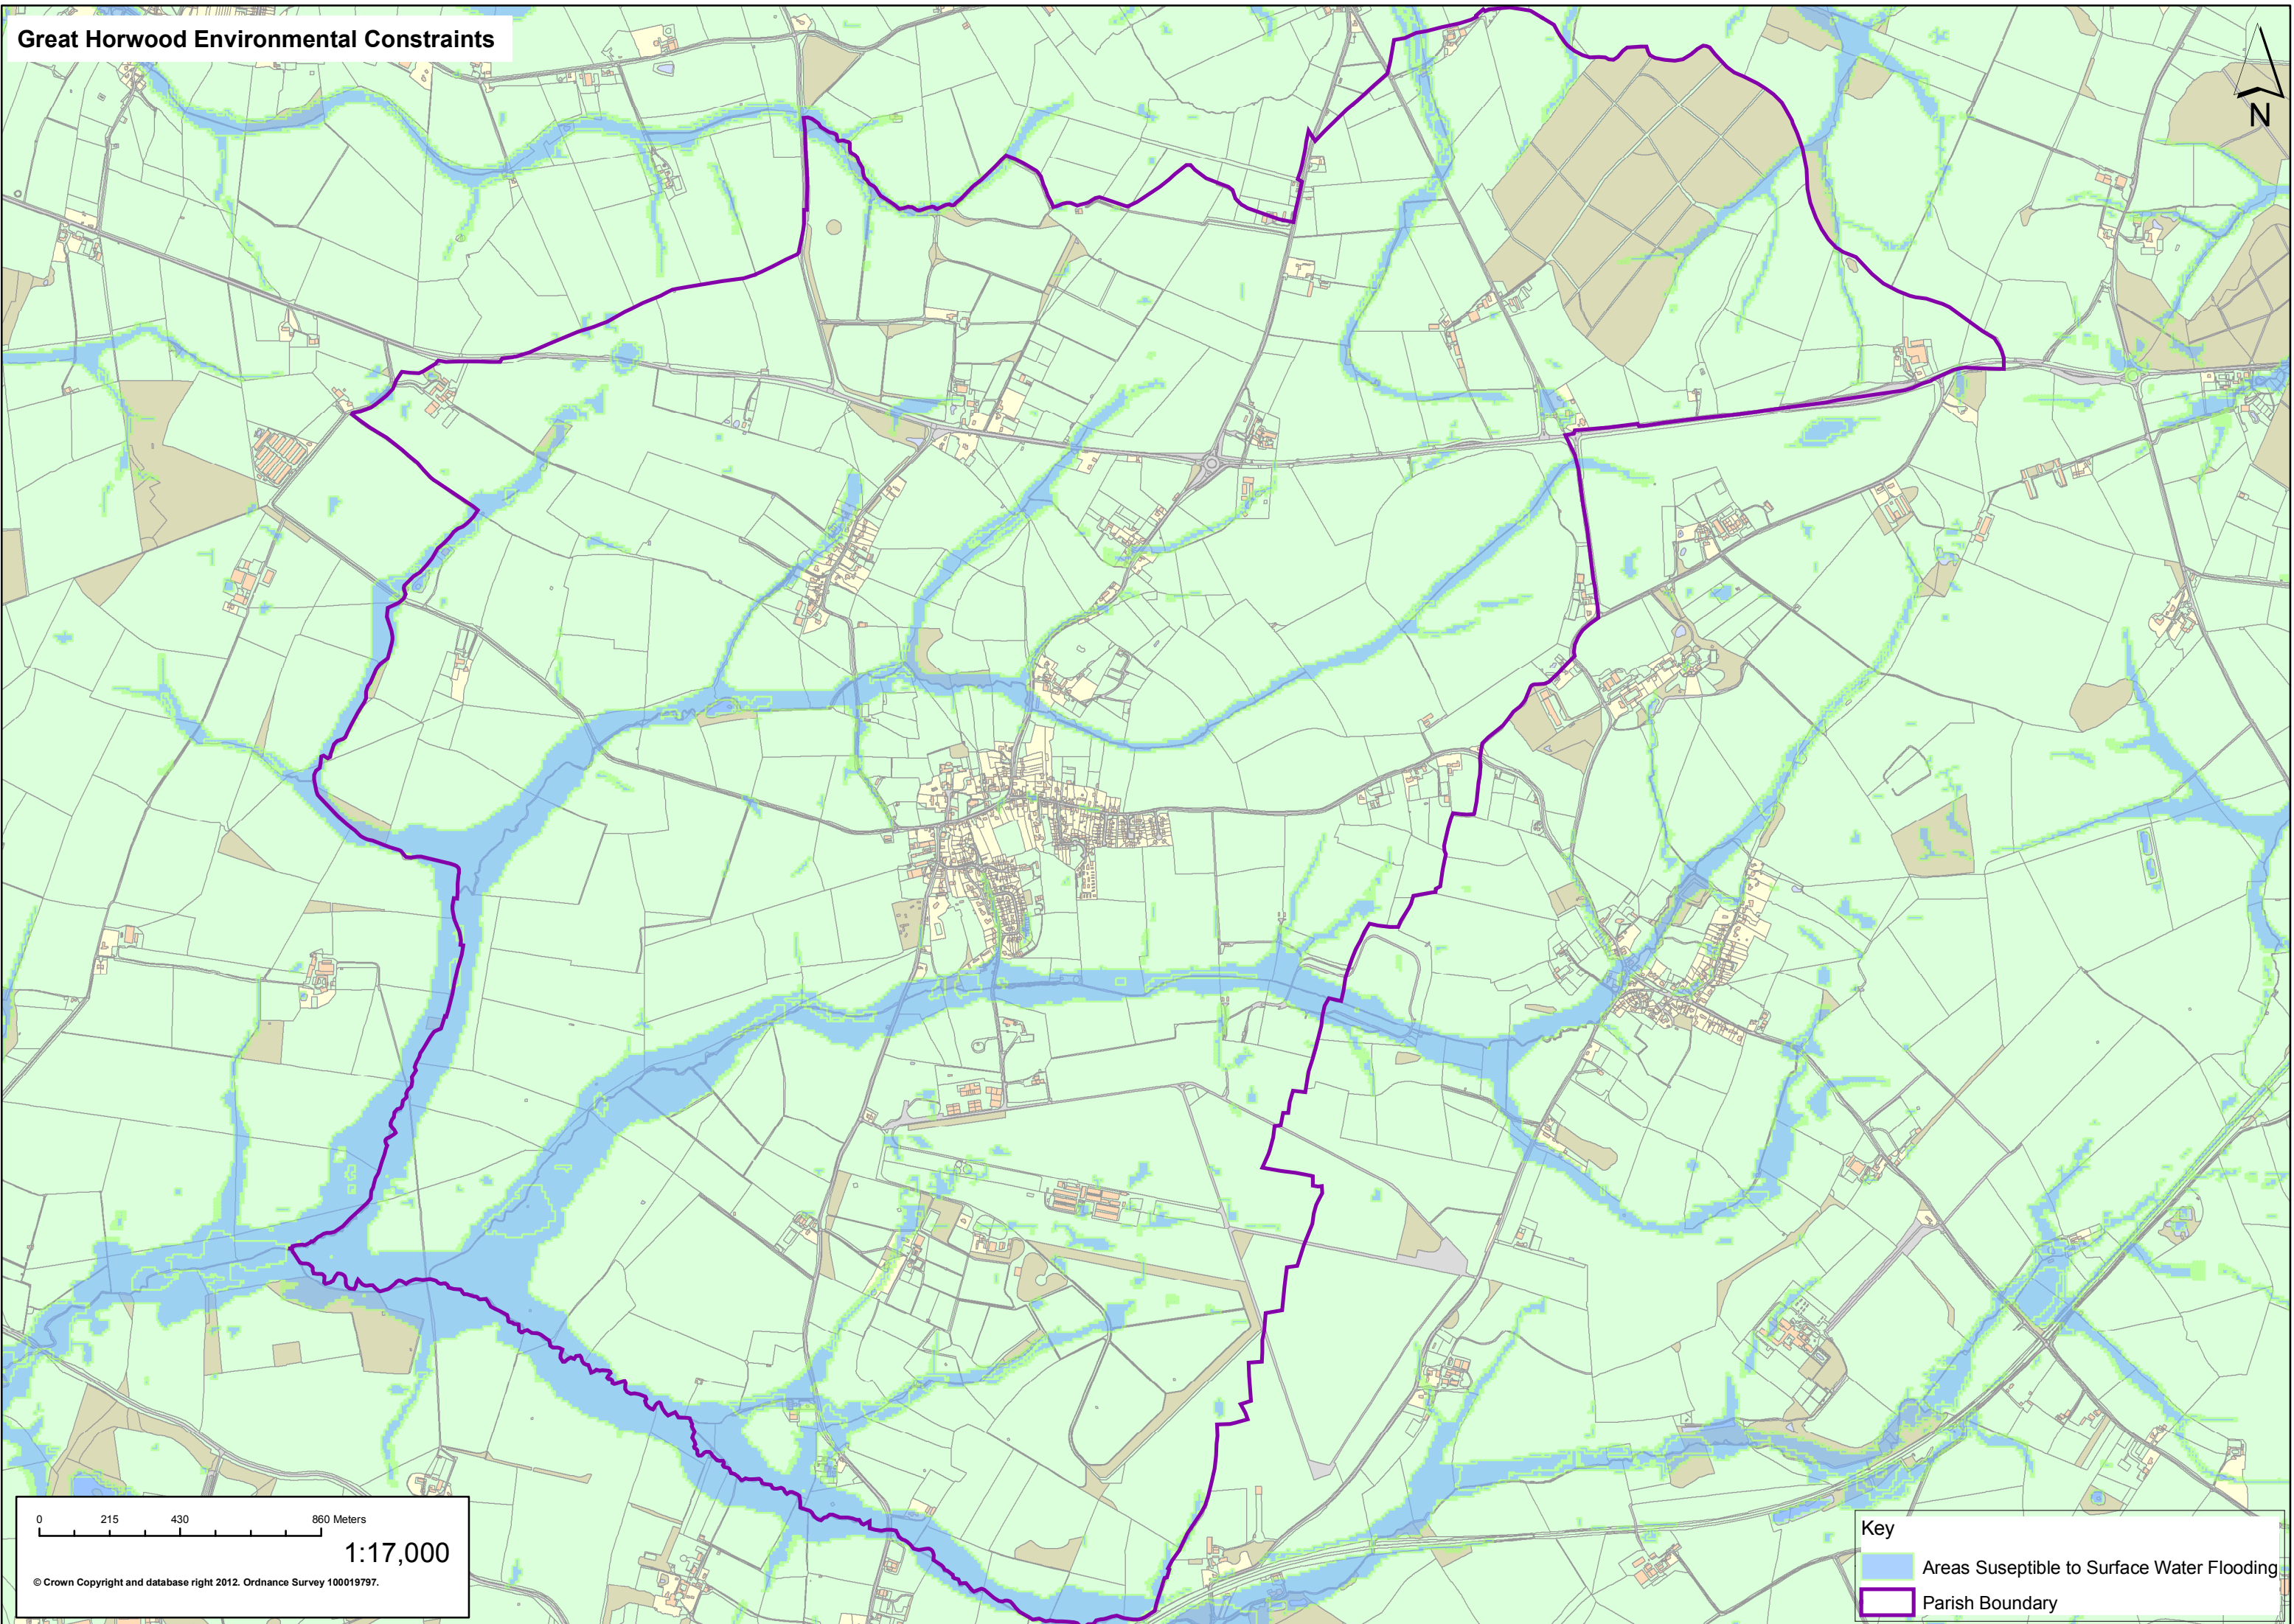 Great Horwood Environmental Constraints
N
0 215 430 860 Meters
1:17,000
© Crown Copyright and database right 2012. Ordnance Survey 100019797.
Key
Areas Suseptible to Surface Water Flooding
Parish Boundary